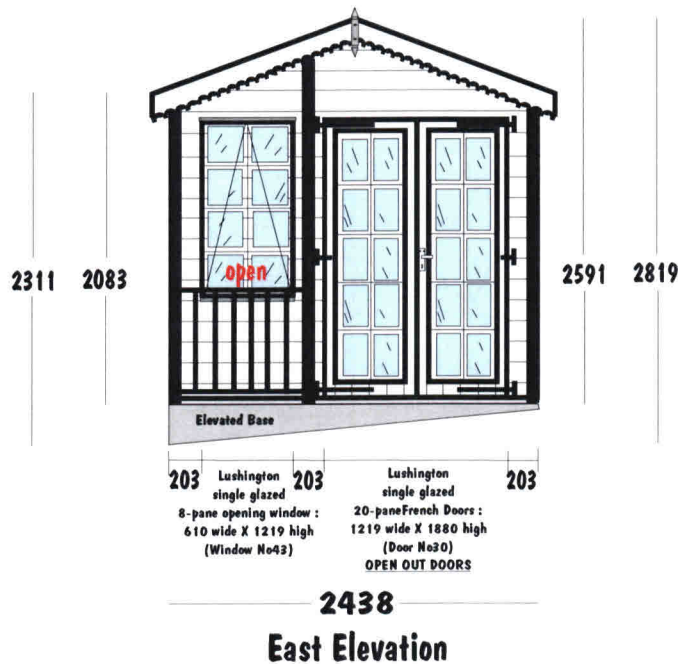 open
2311
2083
2591
2819
Elevated Base
203
203
203
Lushington
single glazed
8-pane opening window :
610 wide X 1219 high
(Window No43)
Lushington
single glazed
20-paneFrench Doors :
1219 wide X 1880 high
(Door No30)
OPEN OUT DOORS
2438
East Elevation